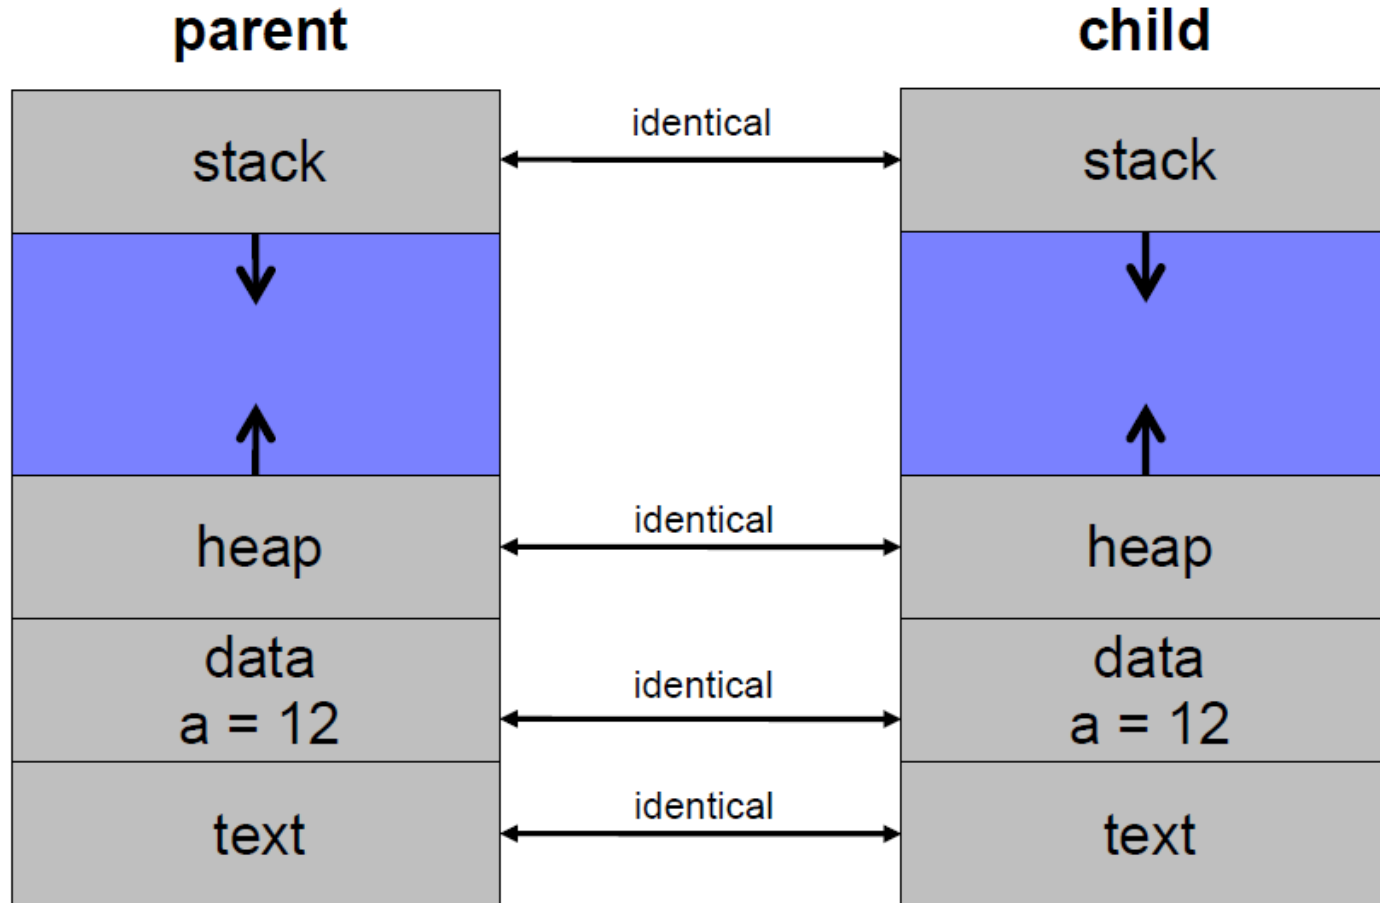 parent
child
stack
identical
stack
heap
identical
heap
data
a = 12
identical
data
a = 12
text
identical
text